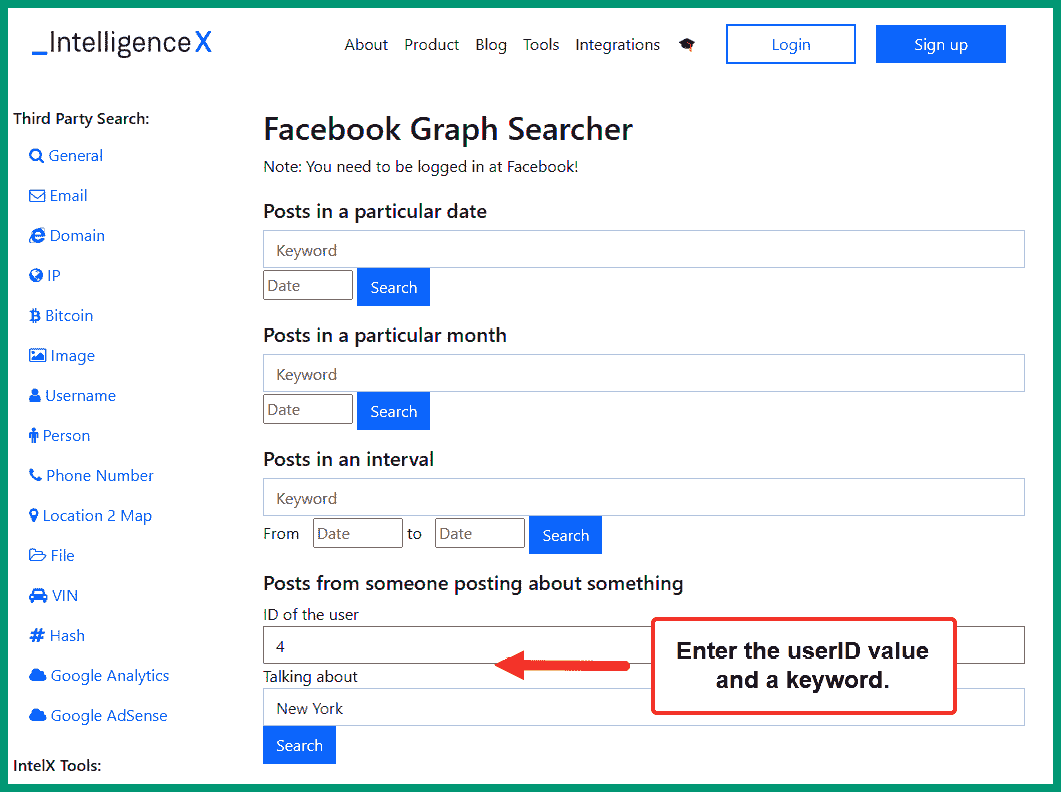 _IntelligenceX
About Product Blog Tools Integrations Login Sign up
Third Party Search:
General
Email
Domain
IP
Bitcoin
Image
Username
Person
Phone Number
Location 2 Map
File
VIN
Hash
Google Analytics
Google AdSense
IntelX Tools:
Facebook Graph Searcher
Note: You need to be logged in at Facebook!
Posts in a particular date
Keyword
Date Search
Posts in a particular month
Keyword
Date Search
Posts in an interval
Keyword
From Date to Date Search
Posts from someone posting about something
ID of the user
4
Talking about
New York
Search
Enter the userID value
and a keyword.